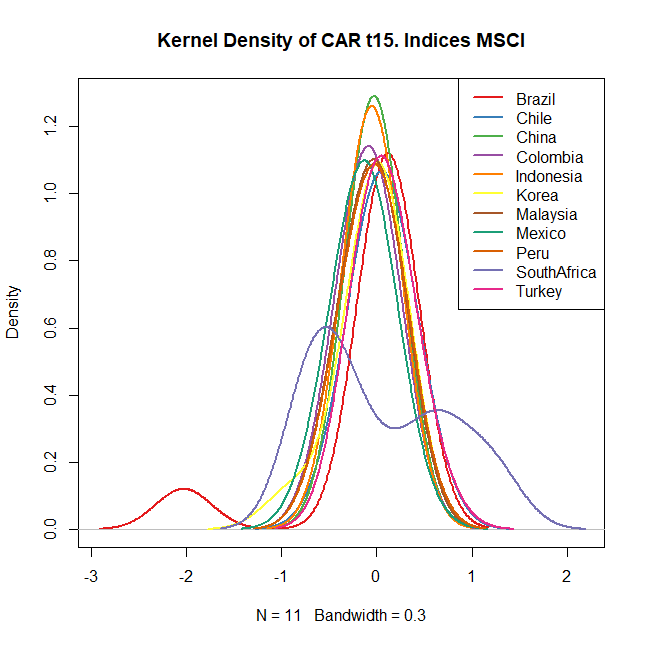 Kernel Density of CAR t15. Indices MSCI
Brazil
Chile
China
Colombia
Indonesia
Korea
Malaysia
Mexico
Peru
SouthAfrica
Turkey
Density
1.2
1.0
0.8
0.6
0.4
0.2
0.0
-3 -2 -1 0 1 2
N = 11 Bandwidth = 0.3